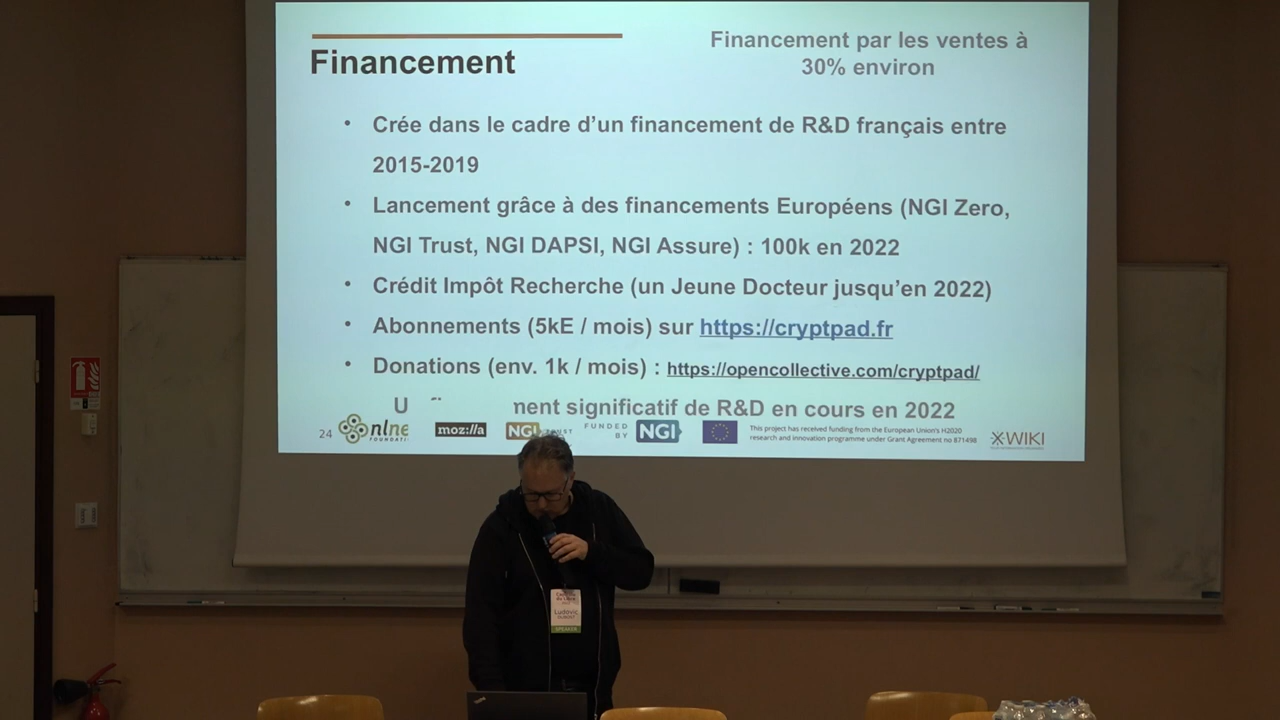 Financement
Financement par les ventes à
30% environ
• Crée dans le cadre d’un financement de R&D français entre
2015-2019
• Lancement grâce à des financements Européens (NGI Zero,
NGI Trust, NGI DAPSI, NGI Assure) : 100k en 2022
• Crédit Impôt Recherche (un Jeune Docteur jusqu’en 2022)
• Abonnements (5kE / mois) sur https://cryptpad.fr
• Donations (env. 1k / mois) : https://opencollective.com/cryptpad/
significatif de R&D en cours en 2022
24
FOUNDATI
moz://a
NGI
FUNDED
BY
NGI
This project has received funding from the European Union's H2020
research and innovation programme under Grant Agreement no 871498
XWIKI
Ludovic
DUBOST
SPEAKER